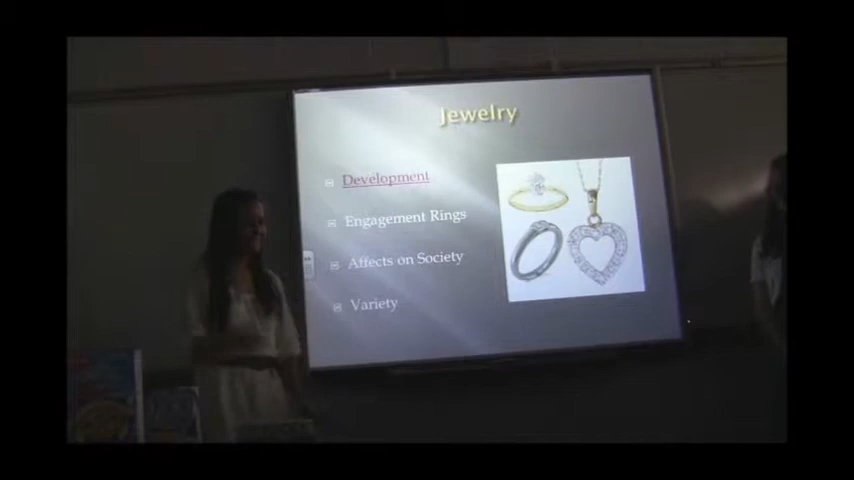 Jewelry
Development
Engagement Rings
Affects on Society
Variety